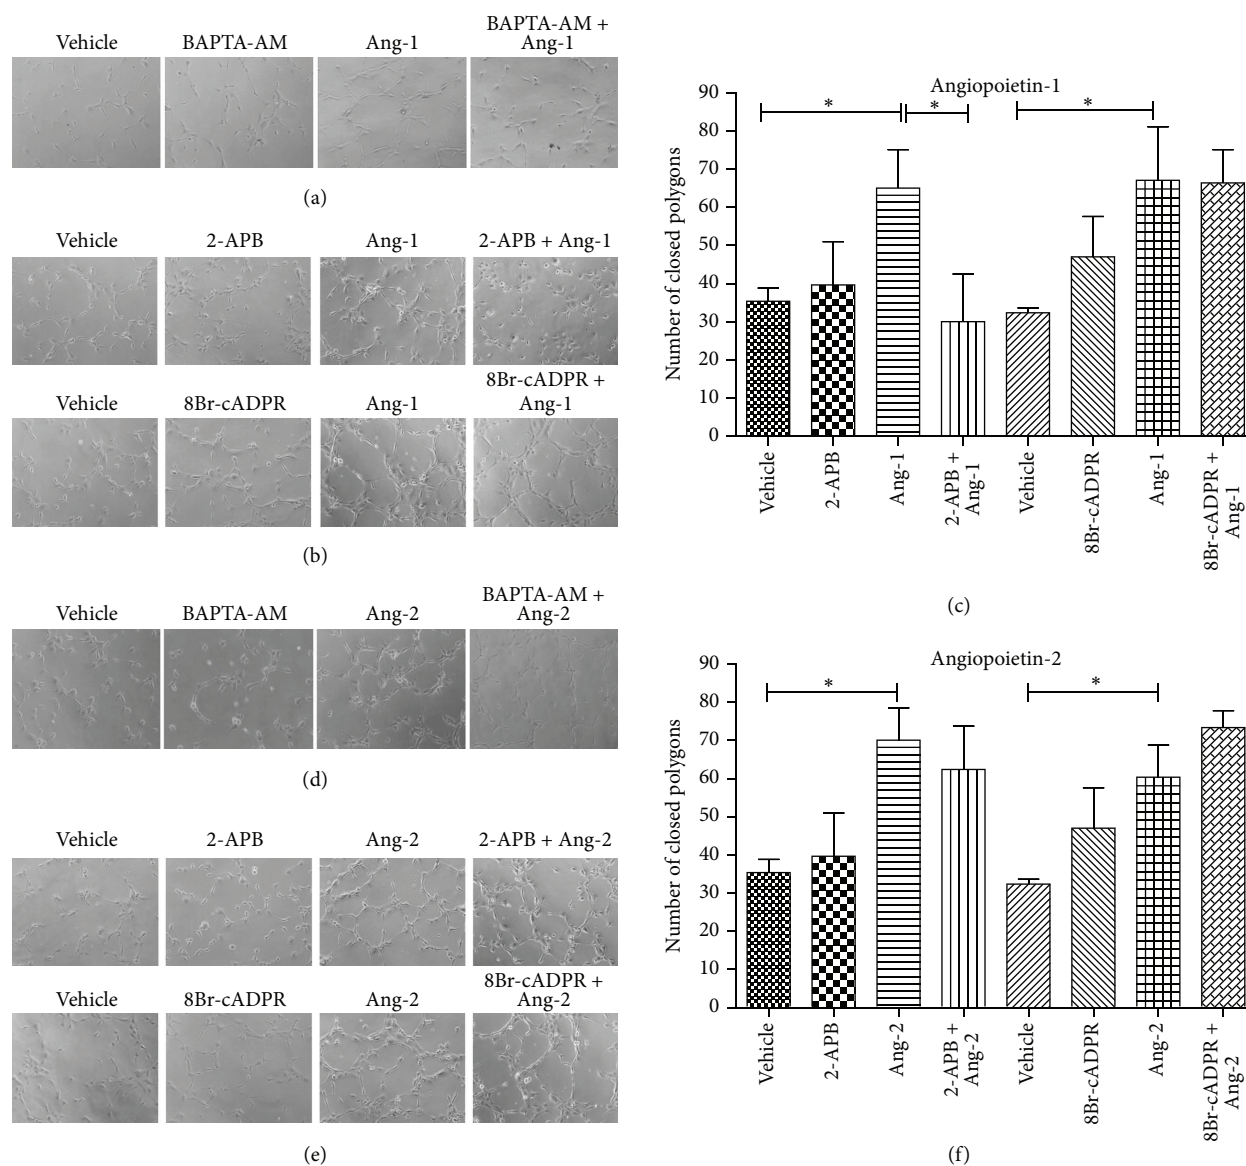 Vehicle
BAPTA-AM
Ang-1
BAPTA-AM +
Ang-1
(a)
Vehicle
2-APB
Ang-1
2-APB + Ang-1
Vehicle
8Br-cADPR
Ang-1
8Br-cADPR +
Ang-1
(b)
Angiopoietin-1
Number of closed polygons
90
80
70
60
50
40
30
20
10
0
*
*
*
Vehicle
2-APB
Ang-1
2-APB +
Ang-1
Vehicle
8Br-cADPR
Ang-1
8Br-cADPR +
Ang-1
(c)
Vehicle
BAPTA-AM
Ang-2
BAPTA-AM +
Ang-2
(d)
Vehicle
2-APB
Ang-2
2-APB + Ang-2
Vehicle
8Br-cADPR
Ang-2
8Br-cADPR +
Ang-2
(e)
Angiopoietin-2
Number of closed polygons
90
80
70
60
50
40
30
20
10
0
*
*
Vehicle
2-APB
Ang-2
2-APB +
Ang-2
Vehicle
8Br-cADPR
Ang-2
8Br-cADPR +
Ang-2
(f)